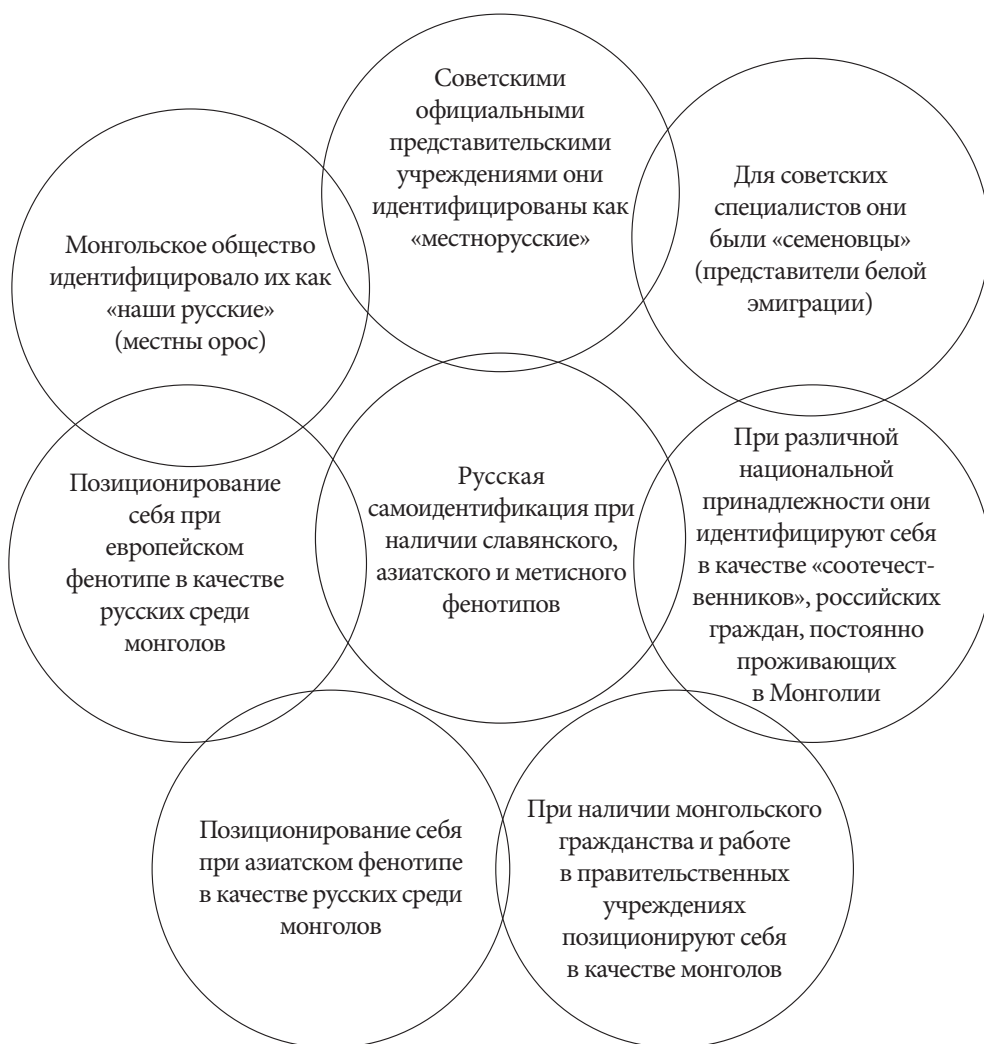 Советскими
официальными
представительскими
учреждениями они
идентифицированы как
«местнорусские»
Для советских
специалистов они
были «семеновцы»
(представители белой
эмиграции)
Монгольское общество
идентифицировало их как
«наши русские»
(местны орос)
Позиционирование
себя при
европейском
фенотипе в качестве
русских среди
монголов
Русская
самоидентификация при
наличии славянского,
азиатского и метисного
фенотипов
При различной
национальной
принадлежности они
идентифицируют себя
в качестве «соотечест-
венников», российских
граждан, постоянно
проживающих
в Монголии
Позиционирование себя
при азиатском фенотипе
в качестве русских среди
монголов
При наличии монгольского
гражданства и работе
в правительственных
учреждениях
позиционируют себя
в качестве монголов